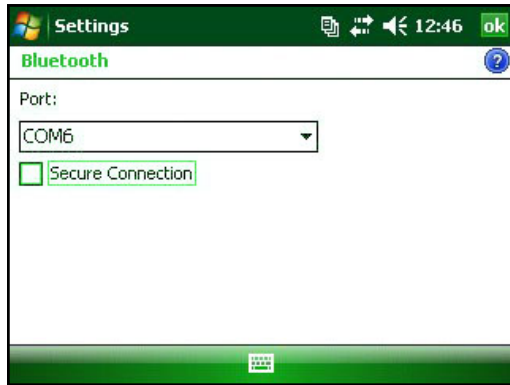 Settings 12:46 ok
Bluetooth ?
Port:
COM6
Secure Connection